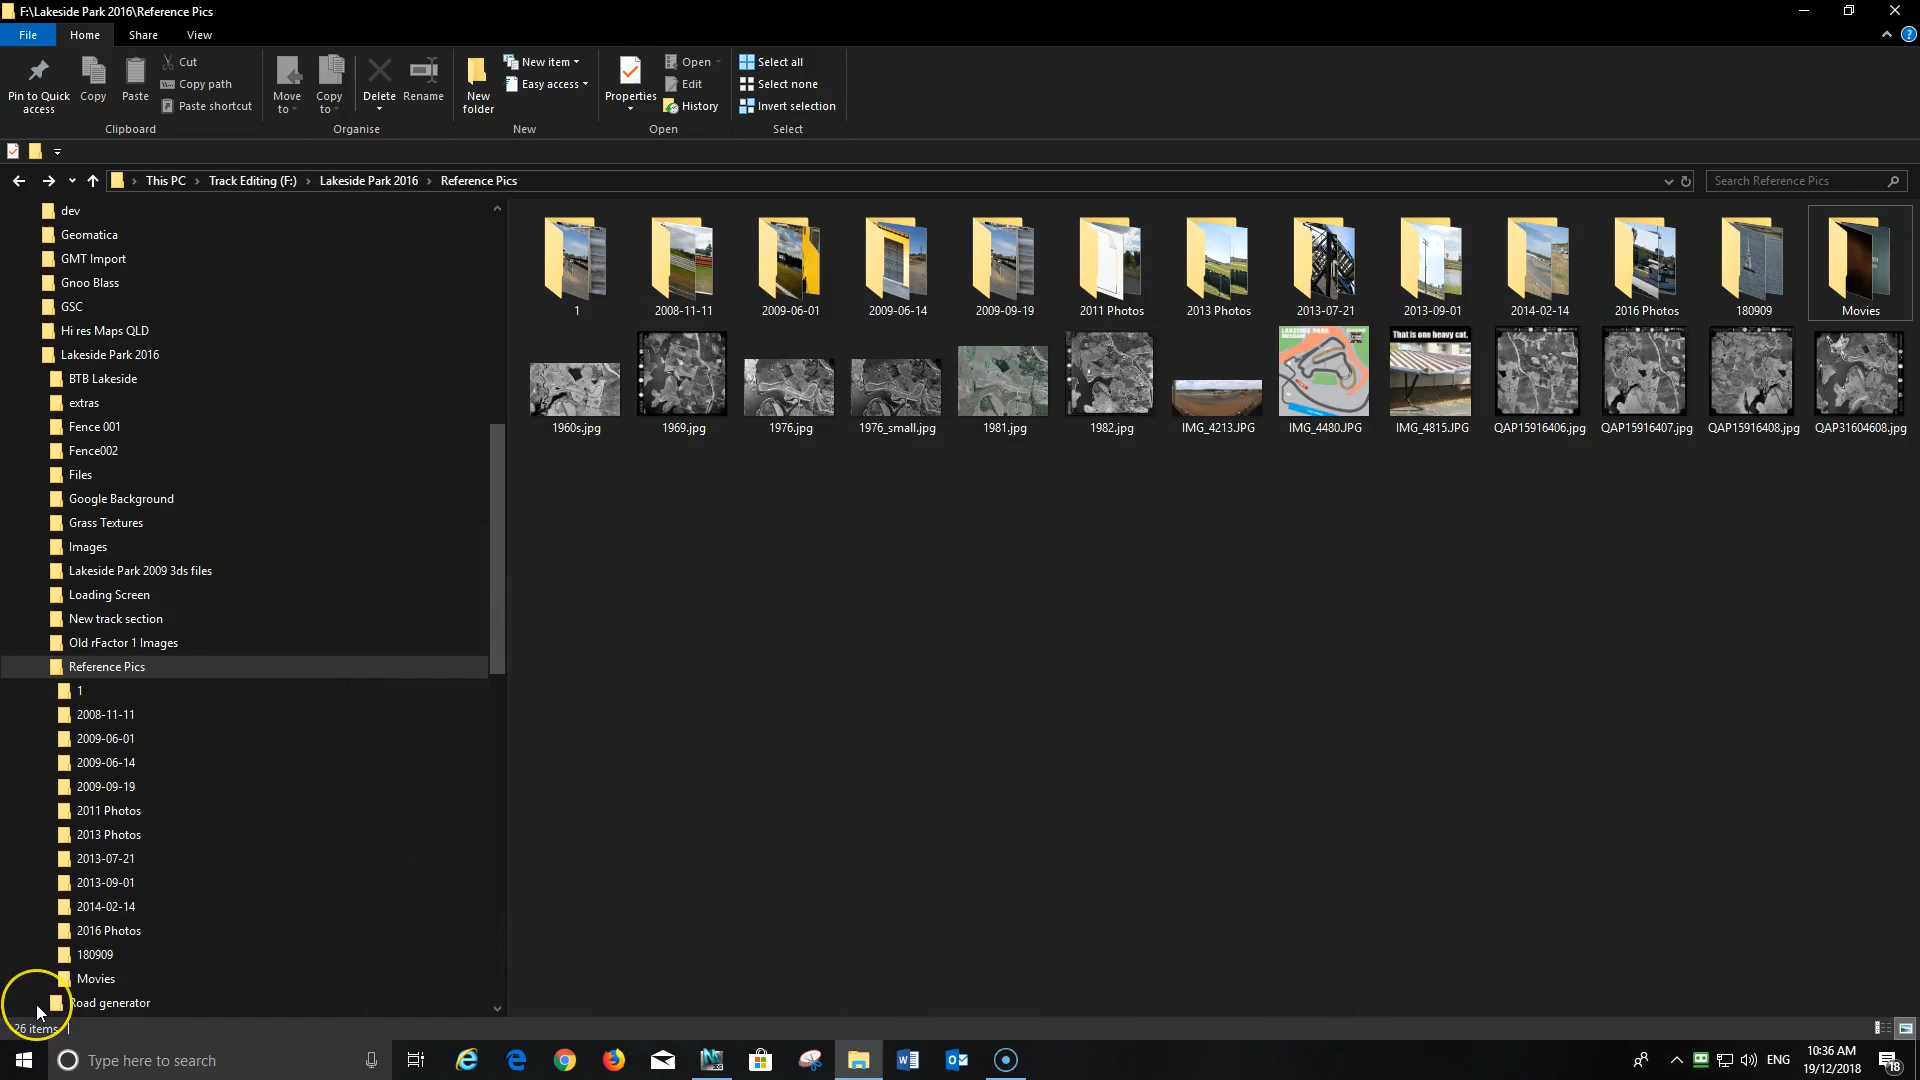 F:\Lakeside Park 2016\Reference Pics
File Home Share View
Pin to Quick access
Copy
Paste
Cut
Copy path
Paste shortcut
Clipboard
Move to
Copy to
Delete
Rename
Organise
New folder
New item
Easy access
New
Properties
Open
Edit
History
Open
Select all
Select none
Invert selection
Select
This PC > Track Editing (F:) > Lakeside Park 2016 > Reference Pics
Search Reference Pics
dev
Geomatica
GMT Import
Gnoo Blass
GSC
Hi res Maps QLD
Lakeside Park 2016
BTB Lakeside
extras
Fence 001
Fence002
Files
Google Background
Grass Textures
Images
Lakeside Park 2009 3ds files
Loading Screen
New track section
Old rFactor 1 Images
Reference Pics
1
2008-11-11
2009-06-01
2009-06-14
2009-09-19
2011 Photos
2013 Photos
2013-07-21
2013-09-01
2014-02-14
2016 Photos
180909
Movies
Road generator
1 2008-11-11 2009-06-01 2009-06-14 2009-09-19 2011 Photos 2013 Photos 2013-07-21 2013-09-01 2014-02-14 2016 Photos 180909 Movies
LAKESIDE PARK
That is one heavy cat.
1960s.jpg 1969.jpg 1976.jpg 1976_small.jpg 1981.jpg 1982.jpg IMG_4213.JPG IMG_4480.JPG IMG_4815.JPG QAP15916406.jpg QAP15916407.jpg QAP15916408.jpg QAP31604608.jpg
26 items
Type here to search
ENG
10:36 AM
19/12/2018
18